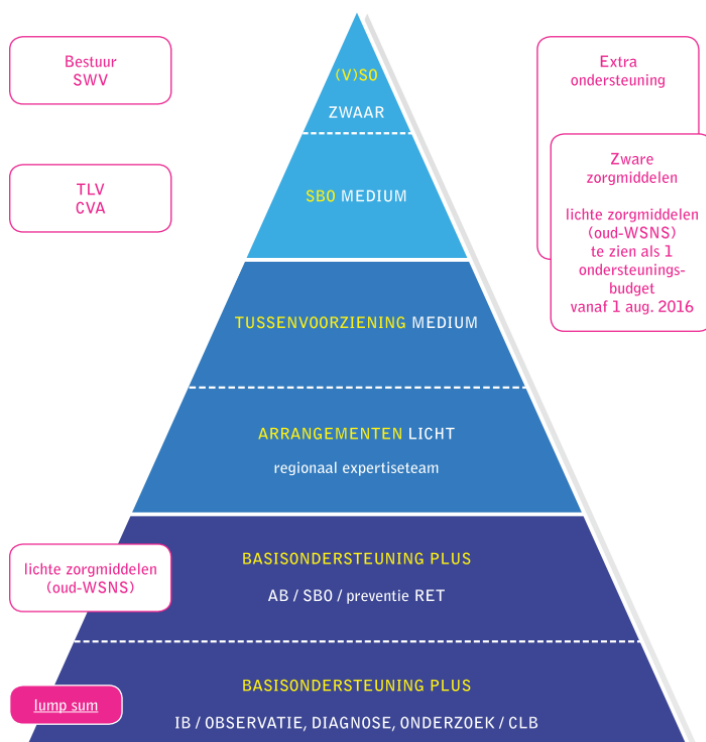 Bestuur
SWV
(V)SO
ZWAAR
Extra
ondersteuning
TLV
CVA
SBO MEDIUM
Zware
zorgmiddelen
lichte zorgmiddelen
(oud-WSNS)
te zien als 1
ondersteunings-
budget
vanaf 1 aug. 2016
TUSSENVOORZIENING MEDIUM
ARRANGEMENTEN LICHT
regionaal expertiseteam
lichte zorgmiddelen
(oud-WSNS)
BASISONDERSTEUNING PLUS
AB / SBO / preventie RET
lump sum
BASISONDERSTEUNING PLUS
IB / OBSERVATIE, DIAGNOSE, ONDERZOEK / CLB